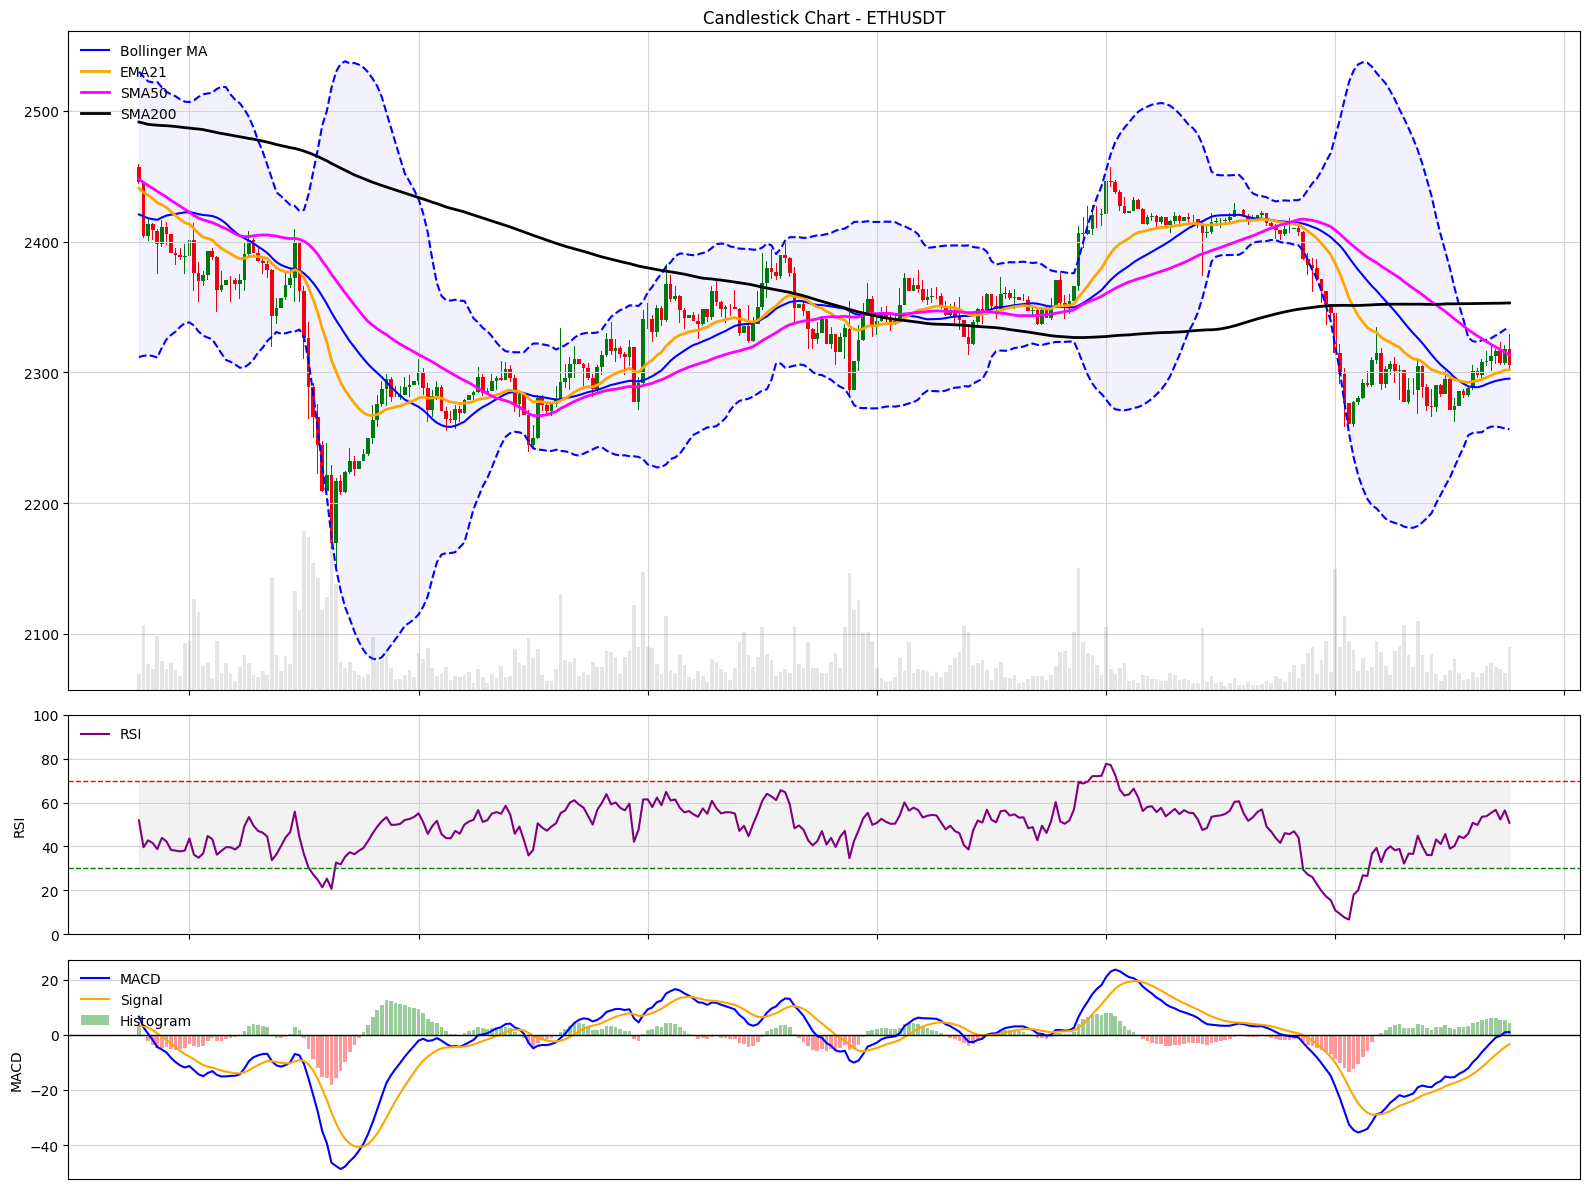 Candlestick Chart - ETHUSDT
Bollinger MA
EMA21
SMA50
SMA200
2500
2400
2300
2200
2100
100
80
60
40
20
0
RSI
RSI
20
0
−20
−40
MACD
MACD
Signal
Histogram